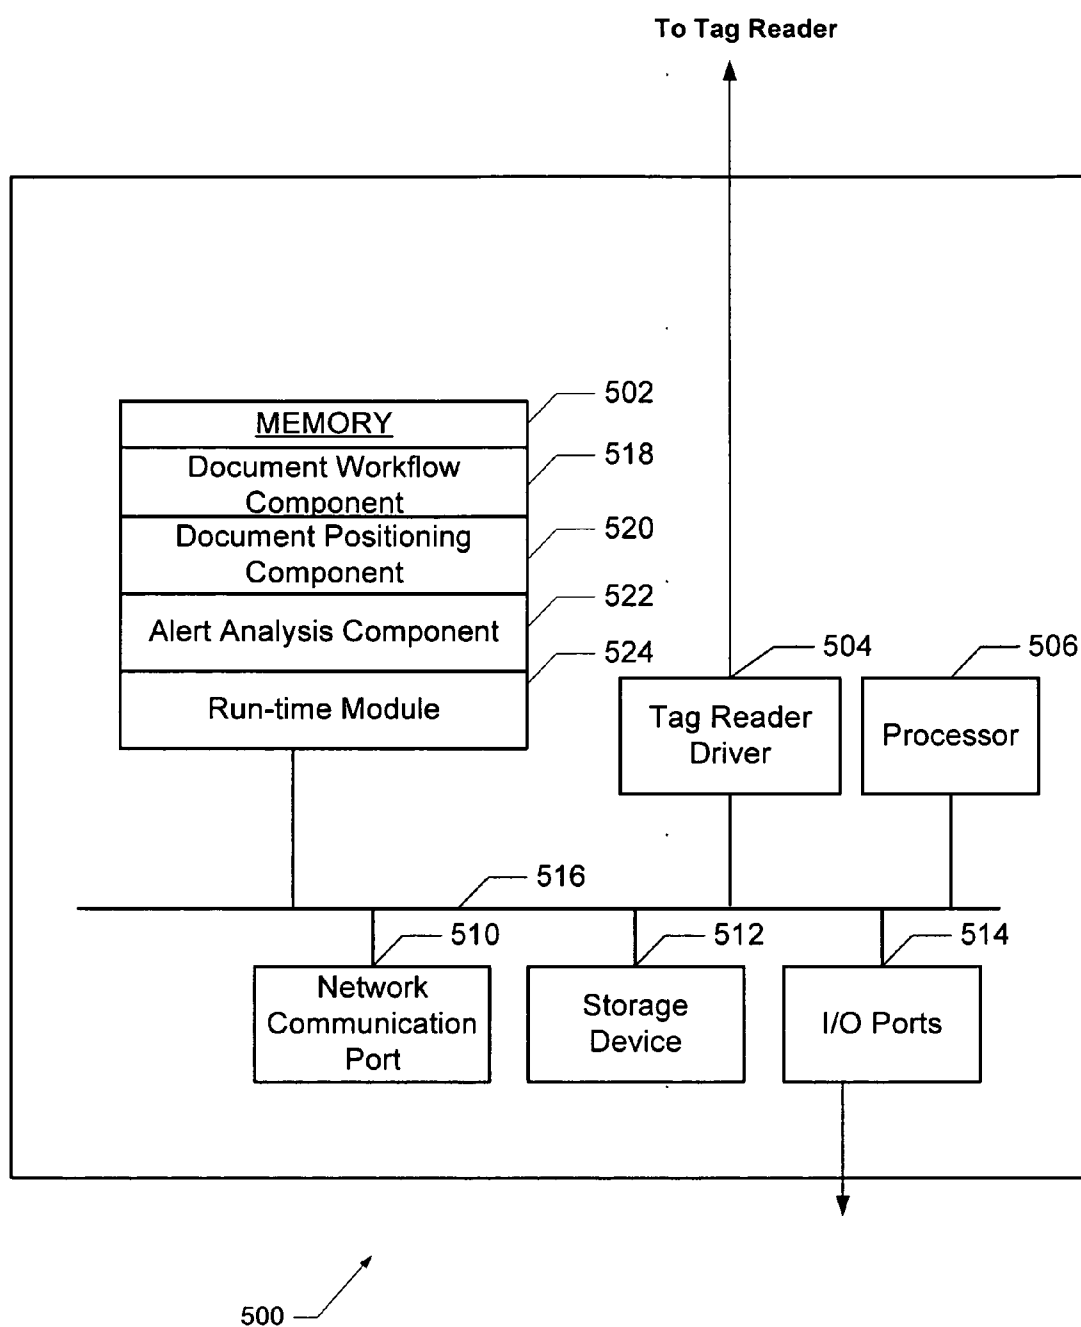 To Tag Reader
502
MEMORY
518
Document Workflow
Component
520
Document Positioning
Component
522
Alert Analysis Component
524
Run-time Module
504
Tag Reader
Driver
506
Processor
516
510
Network
Communication
Port
512
Storage
Device
514
I/O Ports
500